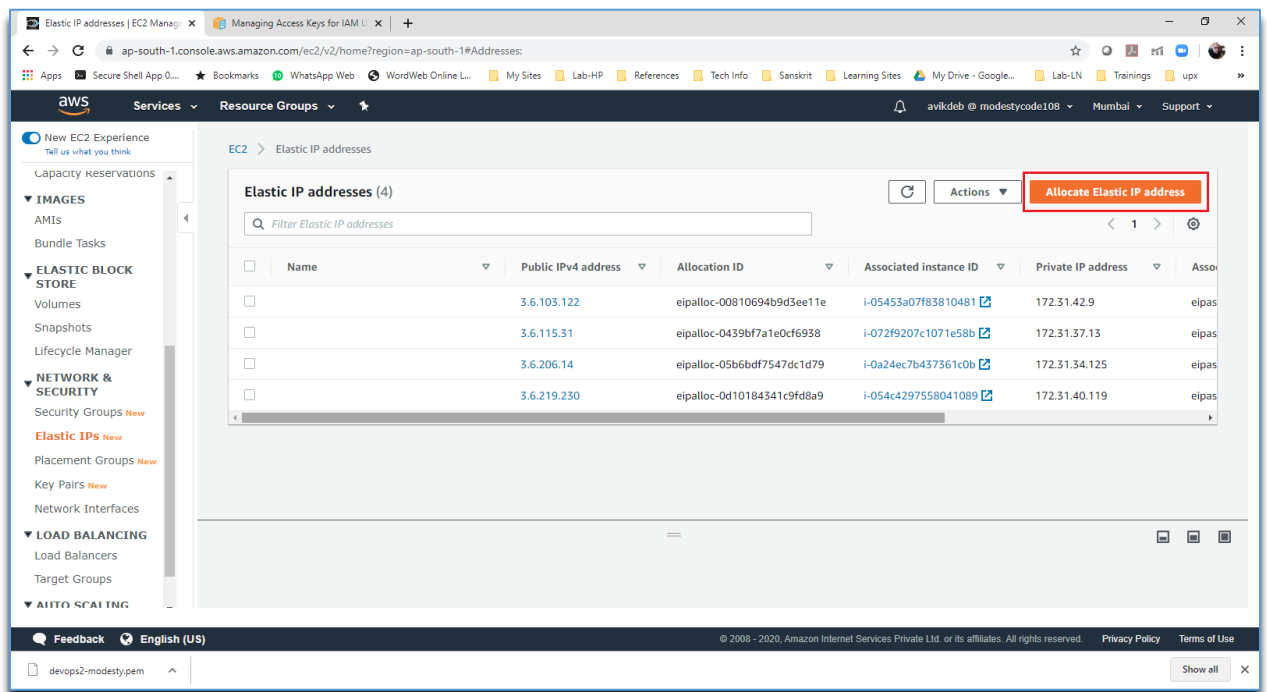 Elastic IP addresses | EC2 Manag
Managing Access Keys for IAM U
ap-south-1.console.aws.amazon.com/ec2/v2/home?region=ap-south-1#Addresses:
Apps Secure Shell App 0.... Bookmarks WhatsApp Web WordWeb Online L... My Sites Lab-HP References Tech Info Sanskrit Learning Sites My Drive - Google... Lab-LN Trainings upx »
aws Services Resource Groups avikdeb @ modestycode108 Mumbai Support
New EC2 Experience
Tell us what you think
Capacity Reservations
IMAGES
AMIs
Bundle Tasks
ELASTIC BLOCK
STORE
Volumes
Snapshots
Lifecycle Manager
NETWORK &
SECURITY
Security Groups New
Elastic IPs New
Placement Groups New
Key Pairs New
Network Interfaces
LOAD BALANCING
Load Balancers
Target Groups
AUTO SCALING
EC2 > Elastic IP addresses
Elastic IP addresses (4)
Actions
Allocate Elastic IP address
Filter Elastic IP addresses
< 1 >
Name Public IPv4 address Allocation ID Associated instance ID Private IP address Asso
3.6.103.122 eipalloc-00810694b9d3ee11e i-05453a07f83810481 172.31.42.9 eipas
3.6.115.31 eipalloc-0439bf7a1e0cf6938 i-072f9207c1071e58b 172.31.37.13 eipas
3.6.206.14 eipalloc-05b6bdf7547dc1d79 i-0a24ec7b437361c0b 172.31.34.125 eipas
3.6.219.230 eipalloc-0d10184341c9fd8a9 i-054c4297558041089 172.31.40.119 eipas
Feedback English (US) © 2008 - 2020, Amazon Internet Services Private Ltd. or its affiliates. All rights reserved. Privacy Policy Terms of Use
devops2-modesty.pem Show all